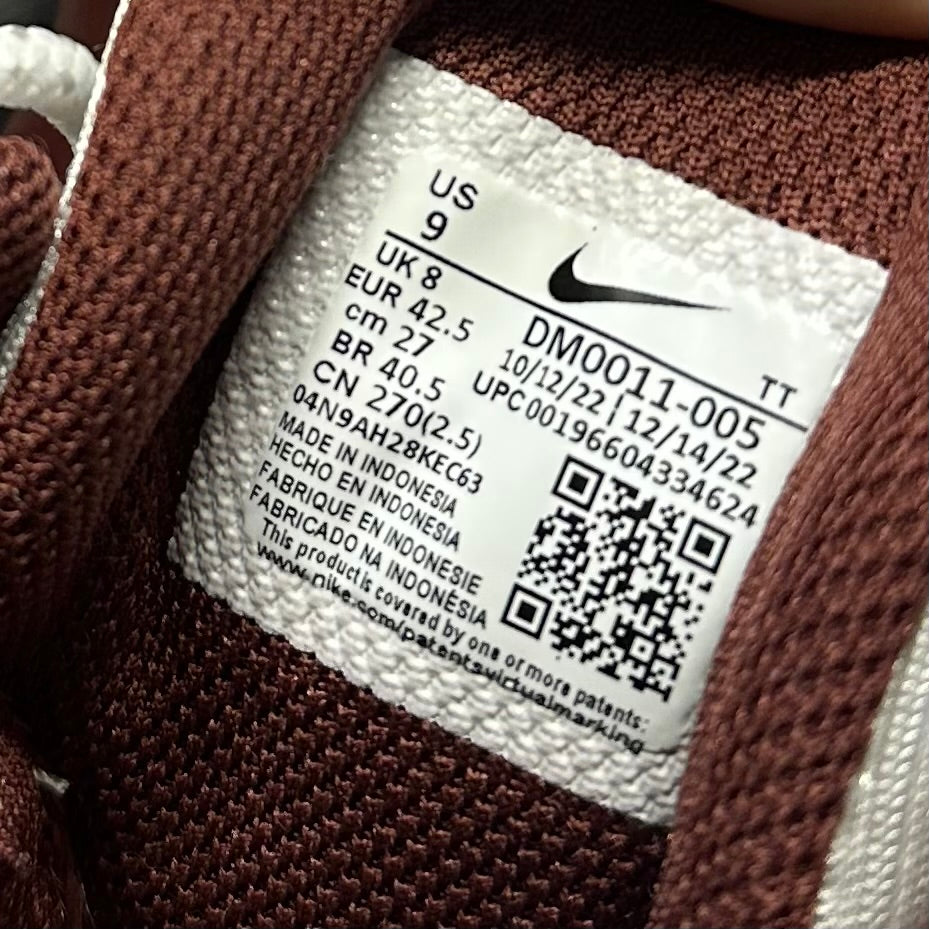 US
9
UK 8
EUR 42.5
cm 27
BR 40.5
CN 270(2.5)
04N9AH28KEC63
MADE IN INDONESIA
HECHO EN INDONESIA
FABRIQUE EN INDONESIE
FABRICADO NA INDONÉSIA
This product is covered by one or more patents:
www.nike.com/patentsvirtualmarking
TT
DM0011-005
10/12/22 | 12/14/22
UPC 00196604334624